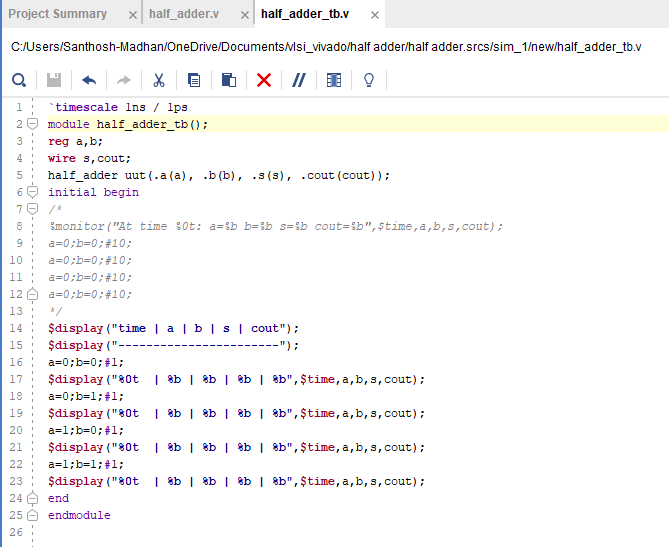 Project Summary × half_adder.v × half_adder_tb.v ×
C:/Users/Santhosh-Madhan/OneDrive/Documents/vlsi_vivado/half adder/half adder.srcs/sim_1/new/half_adder_tb.v
1 `timescale 1ns / 1ps
2 module half_adder_tb();
3 reg a,b;
4 wire s,cout;
5 half_adder uut(.a(a), .b(b), .s(s), .cout(cout));
6 initial begin
7 /*
8 %monitor("At time %0t: a=%b b=%b s=%b cout=%b",$time,a,b,s,cout);
9 a=0;b=0;#10;
10 a=0;b=0;#10;
11 a=0;b=0;#10;
12 a=0;b=0;#10;
13 */
14 $display("time | a | b | s | cout");
15 $display("-----------------------");
16 a=0;b=0;#1;
17 $display("%0t  | %b | %b | %b | %b",$time,a,b,s,cout);
18 a=0;b=1;#1;
19 $display("%0t  | %b | %b | %b | %b",$time,a,b,s,cout);
20 a=1;b=0;#1;
21 $display("%0t  | %b | %b | %b | %b",$time,a,b,s,cout);
22 a=1;b=1;#1;
23 $display("%0t  | %b | %b | %b | %b",$time,a,b,s,cout);
24 end
25 endmodule
26